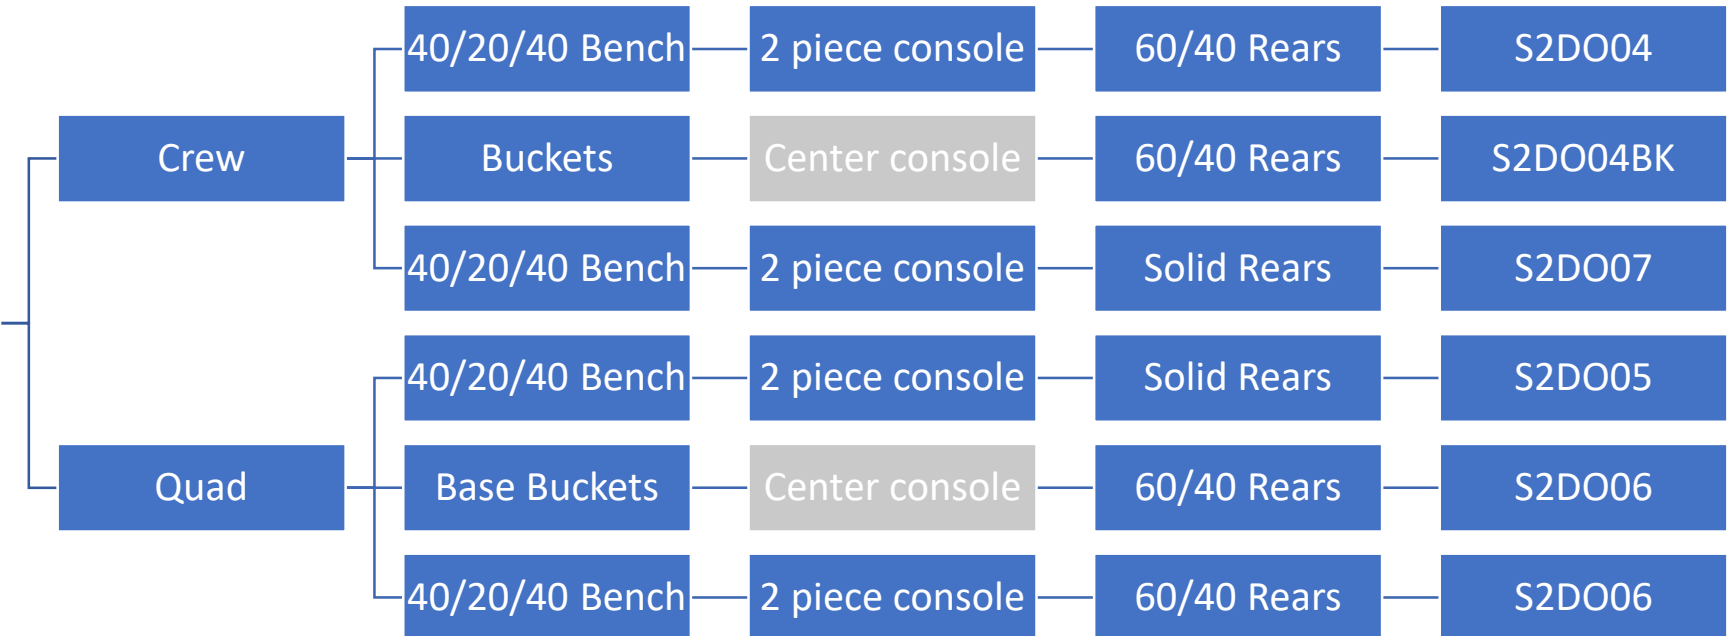 40/20/40 Bench
2 piece console
60/40 Rears
S2DO04
Crew
Buckets
Center console
60/40 Rears
S2DO04BK
40/20/40 Bench
2 piece console
Solid Rears
S2DO07
40/20/40 Bench
2 piece console
Solid Rears
S2DO05
Quad
Base Buckets
Center console
60/40 Rears
S2DO06
40/20/40 Bench
2 piece console
60/40 Rears
S2DO06